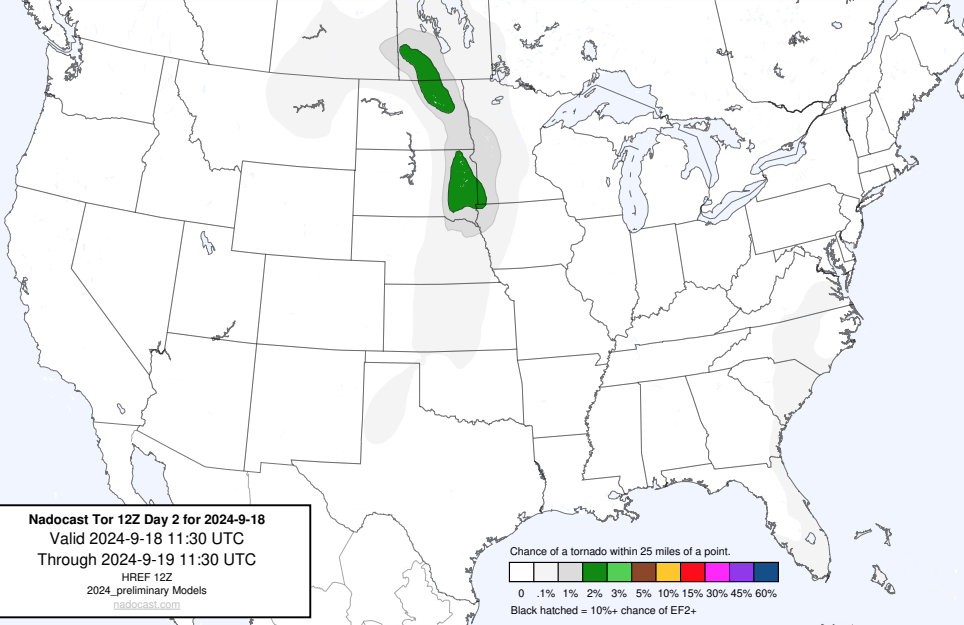 Nadocast Tor 12Z Day 2 for 2024-9-18
Valid 2024-9-18 11:30 UTC
Through 2024-9-19 11:30 UTC
HREF 12Z
2024_preliminary Models
nadocast.com
Chance of a tornado within 25 miles of a point.
0 .1% 1% 2% 3% 5% 10% 15% 30% 45% 60%
Black hatched = 10%+ chance of EF2+